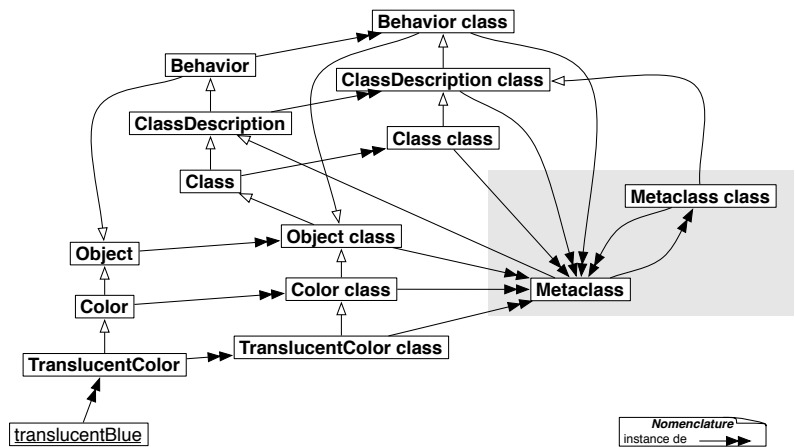 Behavior class
Behavior
ClassDescription class
ClassDescription
Class class
Class
Metaclass class
Object class
Object
Color class
Metaclass
Color
TranslucentColor class
TranslucentColor
translucentBlue
Nomenclature
instance de